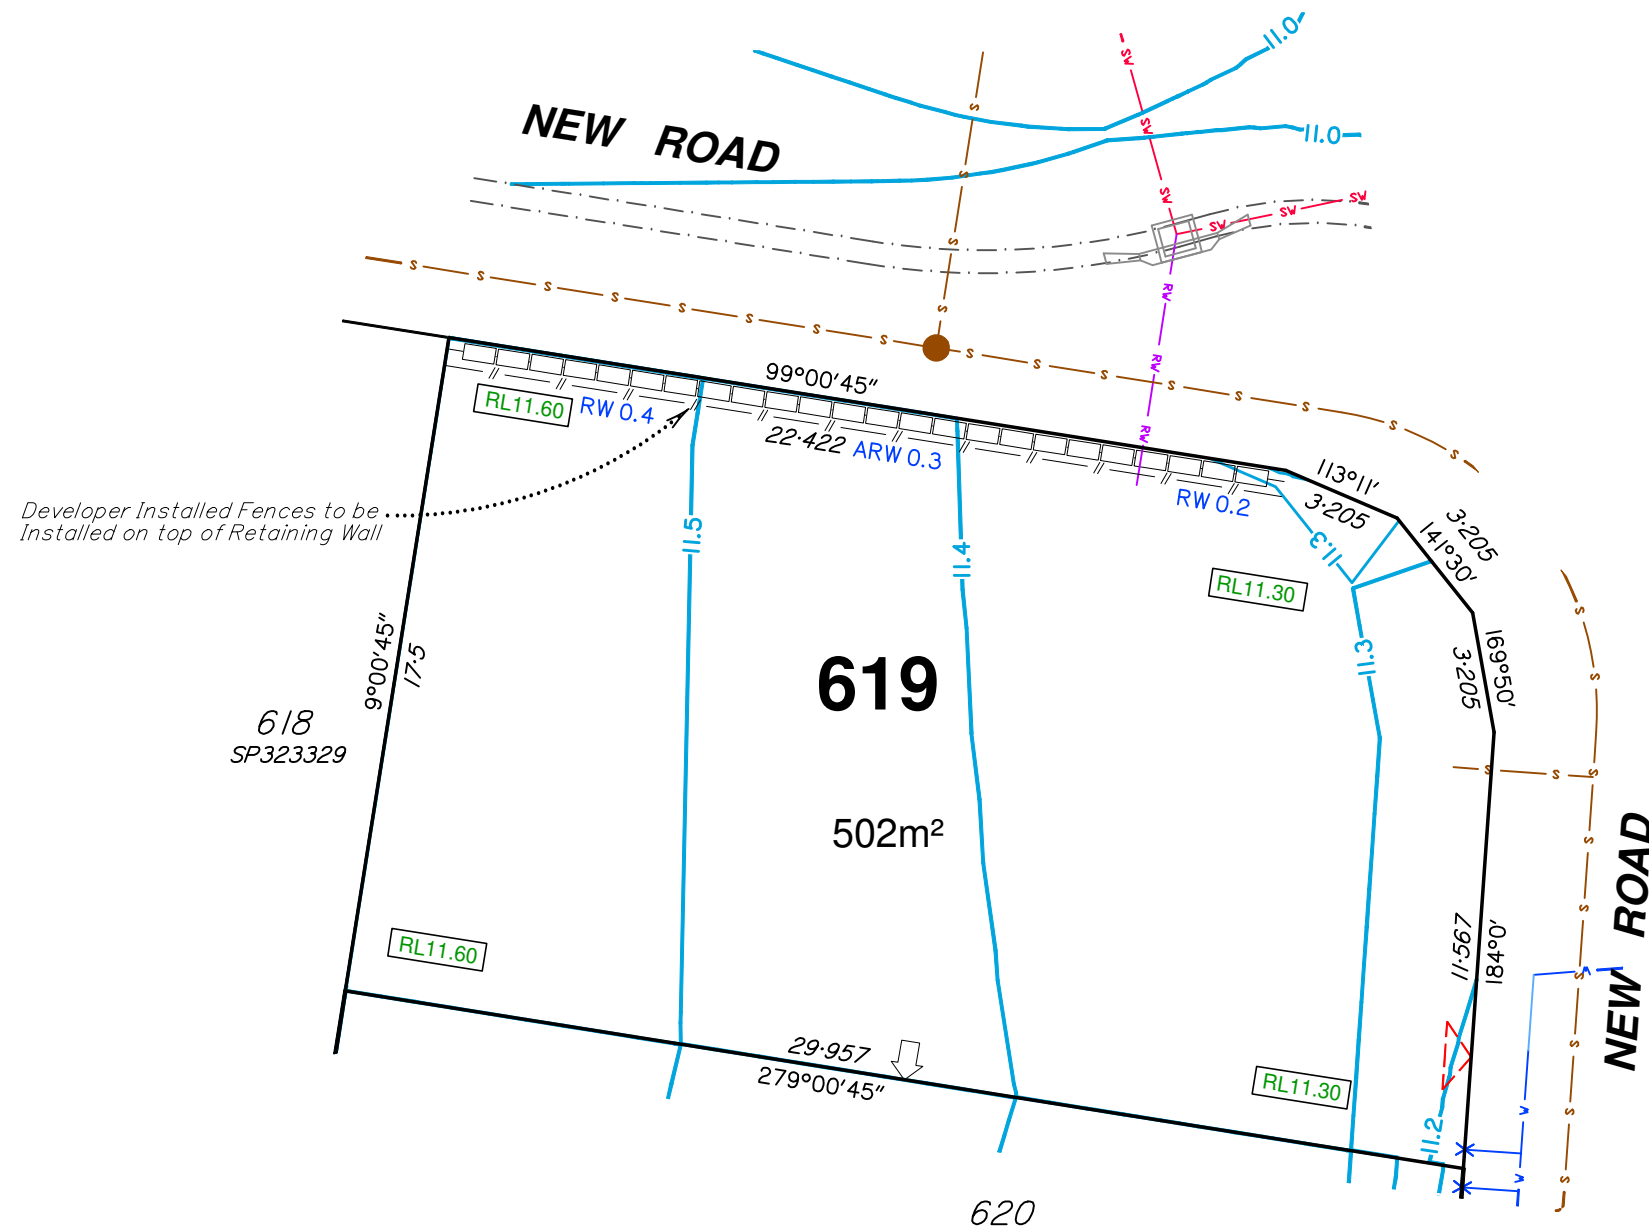 11.0
SW
S
NEW ROAD
SW
11.0
S
SW
SW
SW
SW
S
S
S
S
S
S
RW
S
S
S
S
S
S
S
RW
S
S
S
S
99°00'45"
RL11.60
RW 0.4
22·422
ARW 0.3
RW
113°11'
3·205
RW 0.2
Developer Installed Fences to be
Installed on top of Retaining Wall
11.5
11.4
11.3
3·205
141°30'
RL11.30
S
9°00'45"
17·5
619
11.3
3·205
169°50'
S
618
SP323329
S
S
S
502m²
S
NEW ROAD
S
RL11.60
11·567
184°0'
S
S
29·957
279°00'45"
RL11.30
11.2
W
S
W
S
620